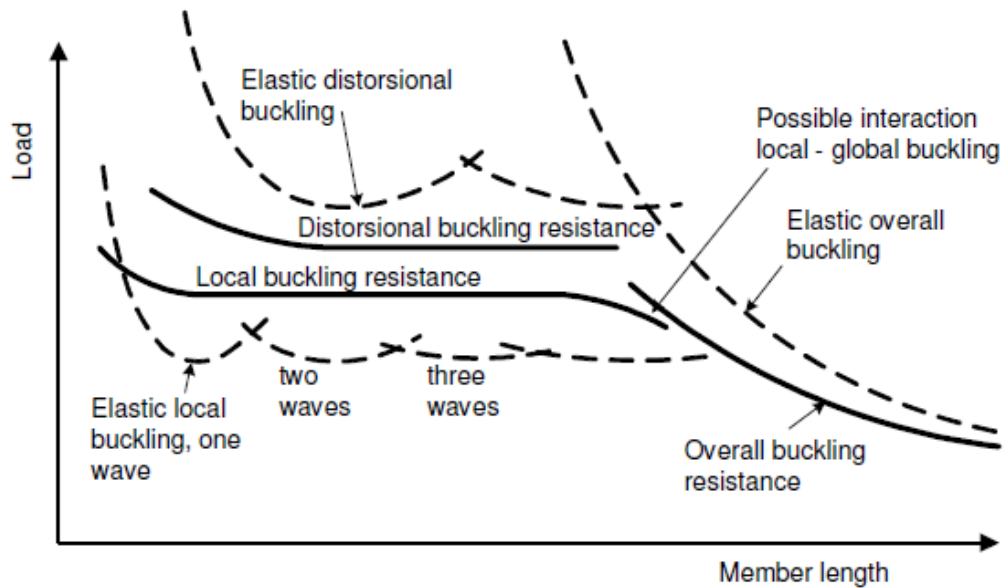 Load
Elastic distorsional
buckling
Possible interaction
local - global buckling
Distorsional buckling resistance
Elastic overall
buckling
Local buckling resistance
two
waves
three
waves
Elastic local
buckling, one
wave
Overall buckling
resistance
Member length